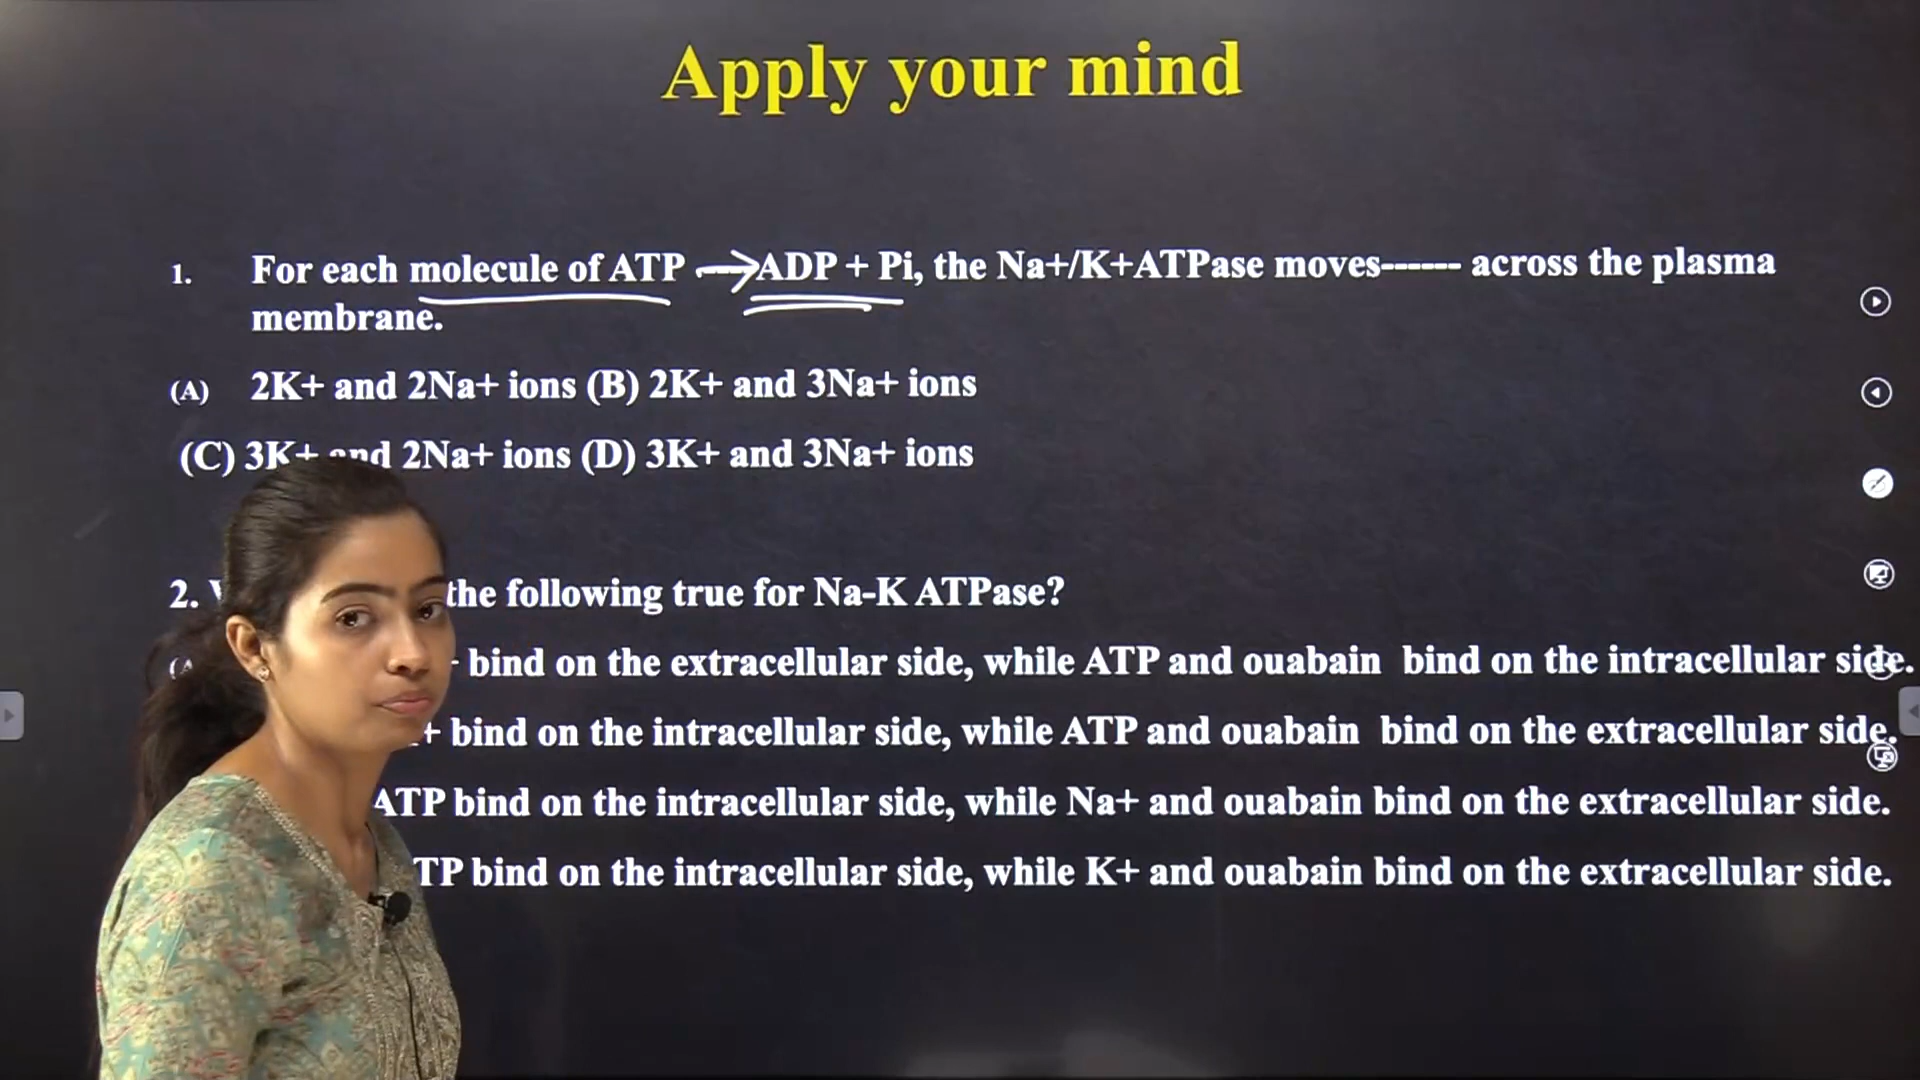 Apply your mind
1. For each molecule of ATP ---→ADP + Pi, the Na+/K+ATPase moves------ across the plasma
membrane.
(A) 2K+ and 2Na+ ions (B) 2K+ and 3Na+ ions
(C) 3K+ and 2Na+ ions (D) 3K+ and 3Na+ ions
2. the following true for Na-K ATPase?
bind on the extracellular side, while ATP and ouabain bind on the intracellular side.
bind on the intracellular side, while ATP and ouabain bind on the extracellular side.
ATP bind on the intracellular side, while Na+ and ouabain bind on the extracellular side.
bind on the intracellular side, while K+ and ouabain bind on the extracellular side.